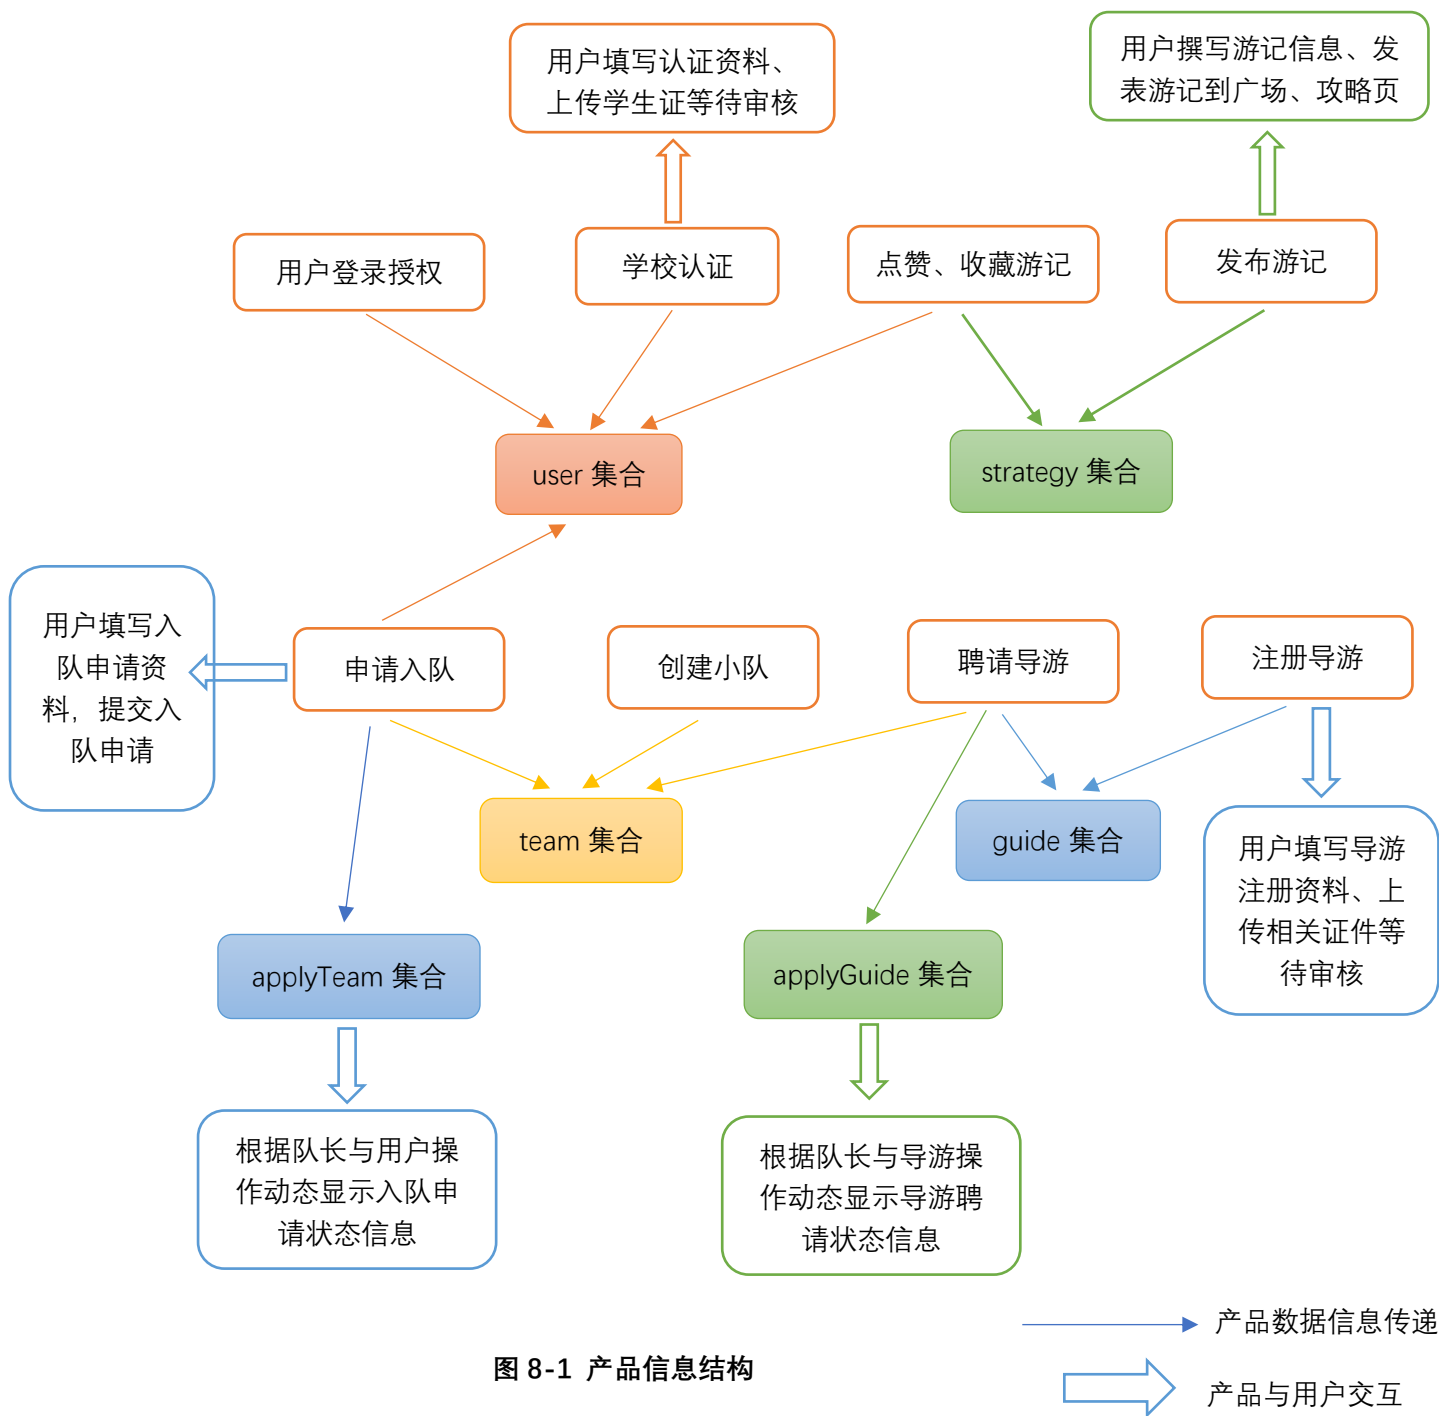 用户填写认证资料、
上传学生证等待审核
用户撰写游记信息、发
表游记到广场、攻略页
用户登录授权
学校认证
点赞、收藏游记
发布游记
user 集合
strategy 集合
用户填写入
队申请资
料，提交入
队申请
申请入队
创建小队
聘请导游
注册导游
team 集合
guide 集合
用户填写导游
注册资料、上
传相关证件等
待审核
applyTeam 集合
applyGuide 集合
根据队长与用户操
作动态显示入队申
请状态信息
根据队长与导游操
作动态显示导游聘
请状态信息
产品数据信息传递
图 8-1 产品信息结构
产品与用户交互